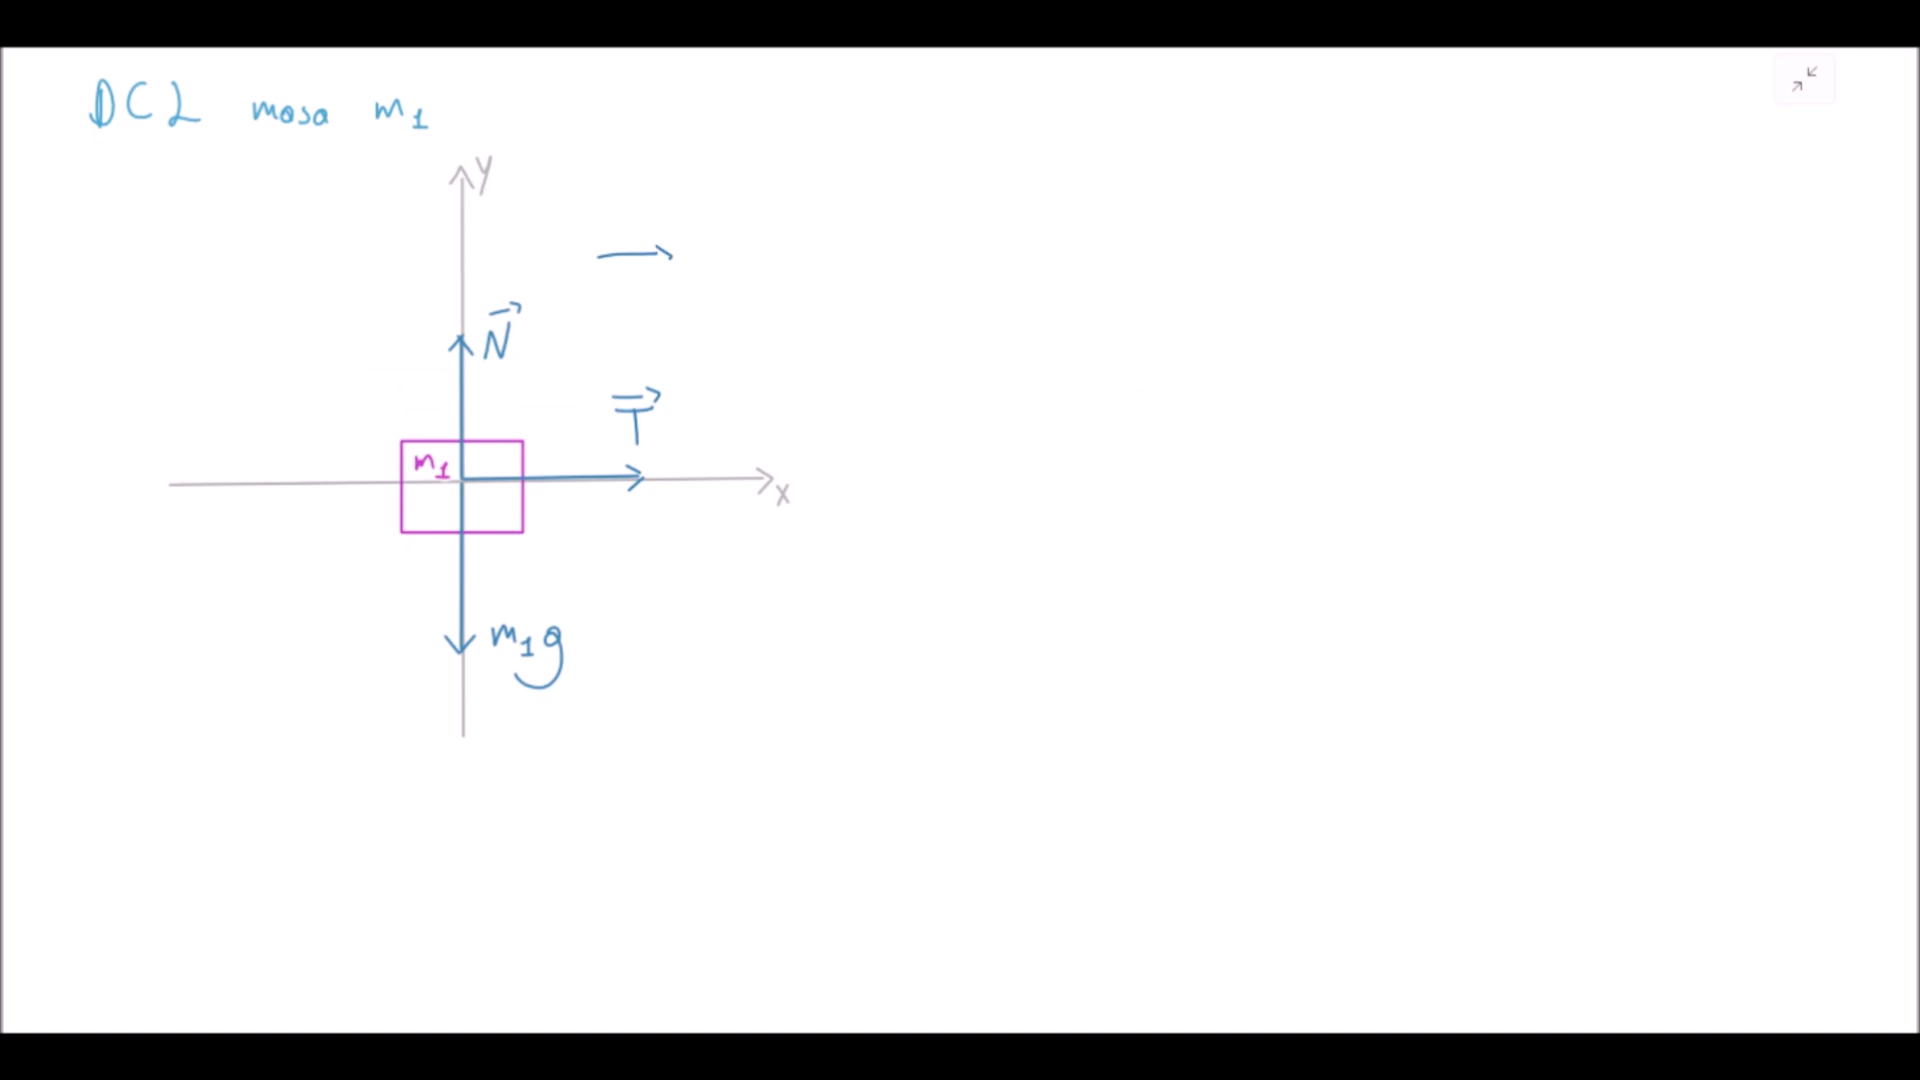 DCL masa m₁
y
N⃗
T⃗
m₁
x
m₁g